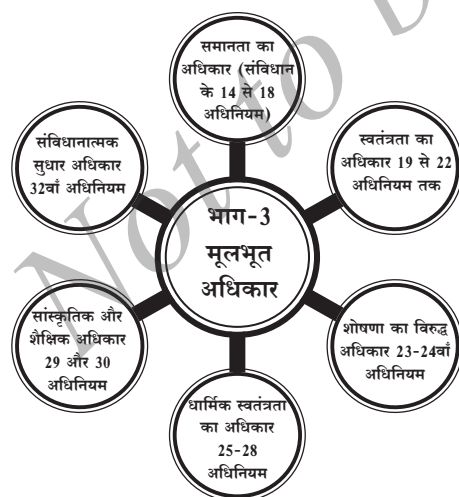 समानता का
अधिकार (संविधान
के 14 से 18
अधिनियम)
स्वतंत्रता का
अधिकार 19 से 22
अधिनियम तक
शोषणा का विरुद्ध
अधिकार 23-24वाँ
अधिनियम
धार्मिक स्वतंत्रता
का अधिकार
25-28
अधिनियम
सांस्कृतिक और
शैक्षिक अधिकार
29 और 30
अधिनियम
संविधानात्मक
सुधार अधिकार
32वाँ अधिनियम
भाग-3
मूलभूत
अधिकार
Not to b